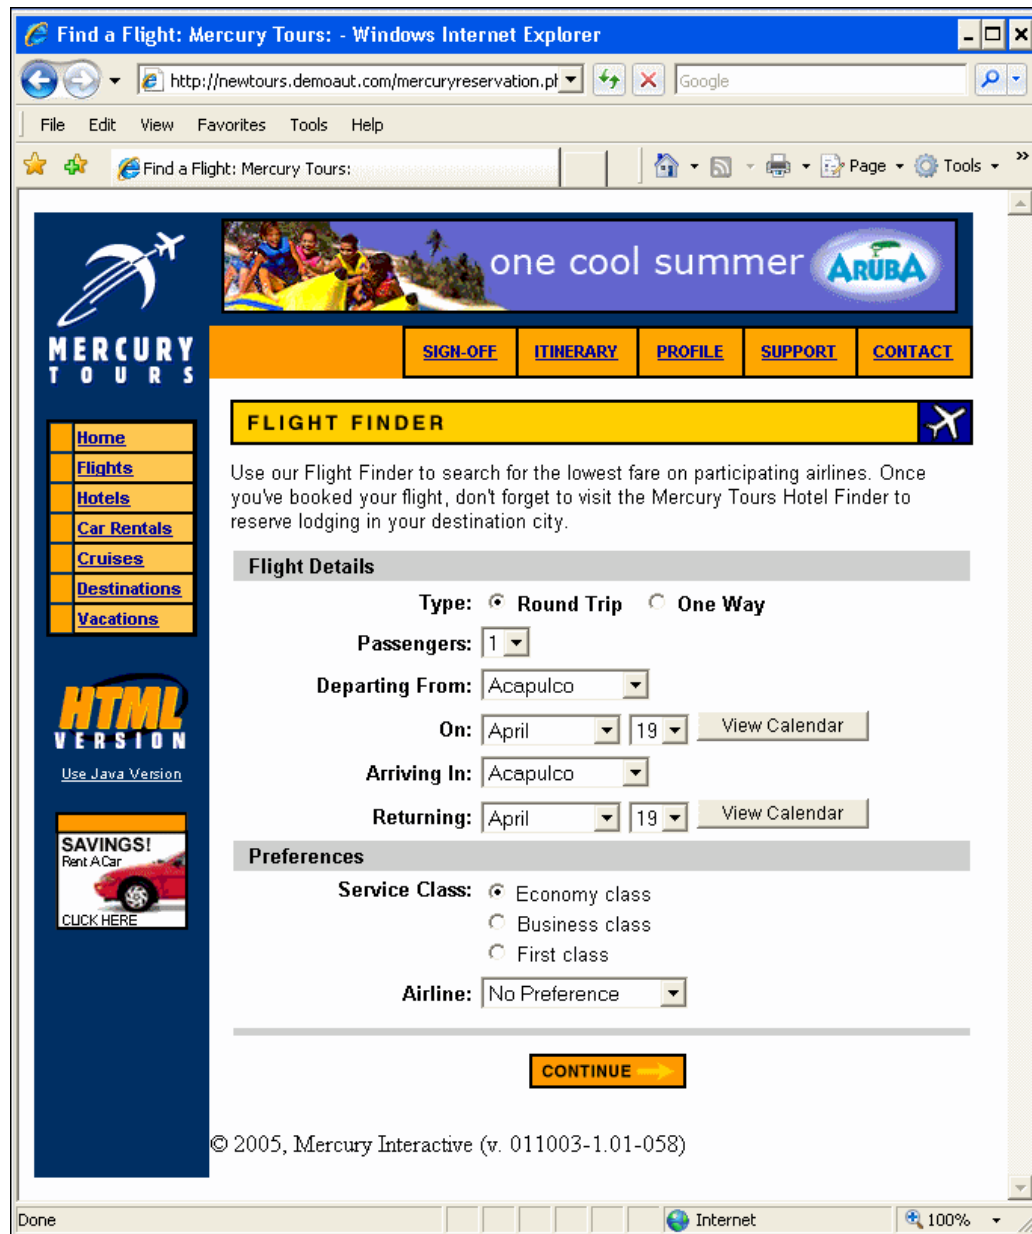 Find a Flight: Mercury Tours: - Windows Internet Explorer
http://newtours.demoaut.com/mercuryreservation.ph
Google
File Edit View Favorites Tools Help
Find a Flight: Mercury Tours:
Page Tools »
one cool summer ARUBA
MERCURY
TOURS
SIGN-OFF ITINERARY PROFILE SUPPORT CONTACT
FLIGHT FINDER
Home
Flights
Hotels
Car Rentals
Cruises
Destinations
Vacations
Use our Flight Finder to search for the lowest fare on participating airlines. Once
you've booked your flight, don't forget to visit the Mercury Tours Hotel Finder to
reserve lodging in your destination city.
Flight Details
Type: Round Trip One Way
Passengers: 1
Departing From: Acapulco
On: April 19 View Calendar
Arriving In: Acapulco
Returning: April 19 View Calendar
HTML
VERSION
Use Java Version
SAVINGS!
Rent A Car
CLICK HERE
Preferences
Service Class: Economy class
Business class
First class
Airline: No Preference
CONTINUE
© 2005, Mercury Interactive (v. 011003-1.01-058)
Done Internet 100%